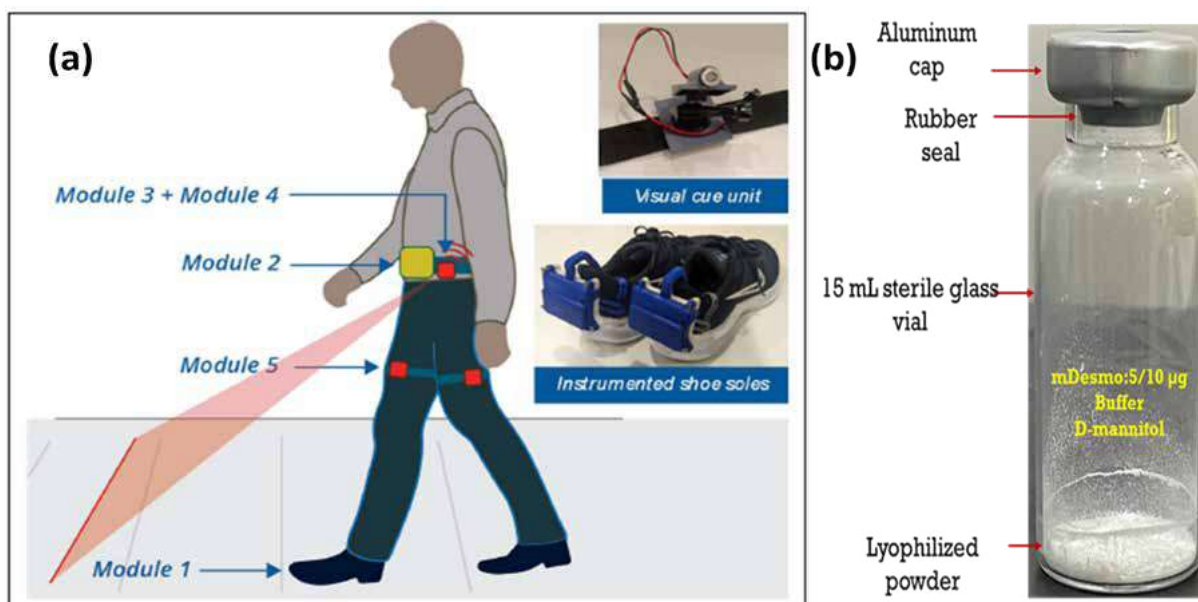 (a)
Module 3 + Module 4
Module 2
Module 5
Module 1
Visual cue unit
Instrumented shoe soles
(b)
Aluminum
cap
Rubber
seal
15 mL sterile glass
vial
mDesmo:5/10 µg
Buffer
D-mannitol
Lyophilized
powder